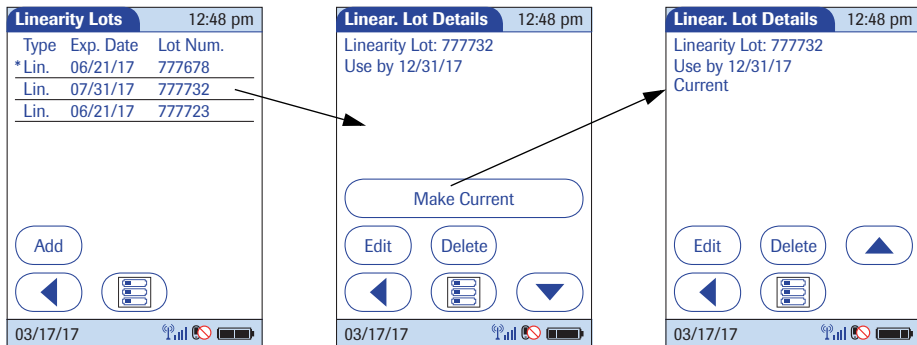 Linearity Lots 12:48 pm
Type Exp. Date Lot Num.
*Lin. 06/21/17 777678
Lin. 07/31/17 777732
Lin. 06/21/17 777723
Add
03/17/17
Linear. Lot Details 12:48 pm
Linearity Lot: 777732
Use by 12/31/17
Make Current
Edit Delete
03/17/17
Linear. Lot Details 12:48 pm
Linearity Lot: 777732
Use by 12/31/17
Current
Edit Delete
03/17/17